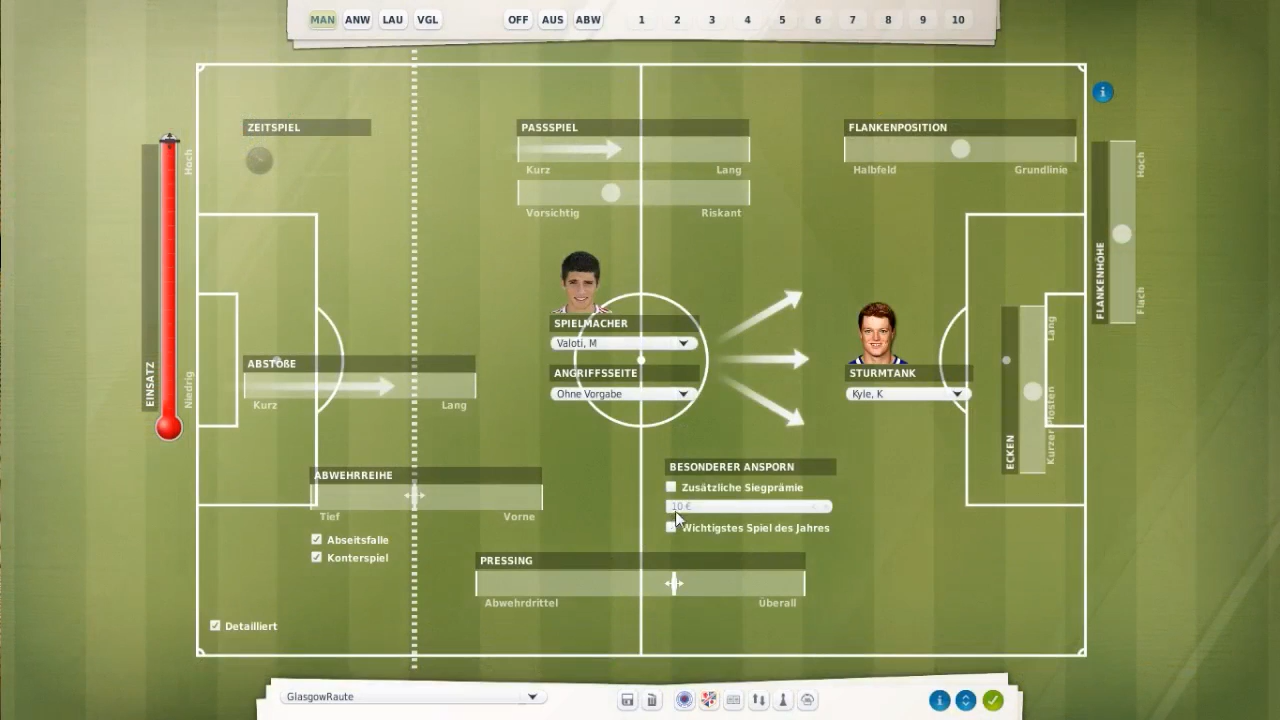 MAN ANW LAU VGL OFF AUS ABW 1 2 3 4 5 6 7 8 9 10
ZEITSPIEL
PASSSPIEL
Kurz Lang
Vorsichtig Riskant
FLANKENPOSITION
Halbfeld Grundlinie
EINSATZ
Hoch
Niedrig
FLANKENHÖHE
Hoch
Flach
SPIELMACHER
Valoti, M
ANGRIFFSSEITE
Ohne Vorgabe
STURMTANK
Kyle, K
ABSTÖßE
Kurz Lang
ECKEN
Lang
Kurzer Pfosten
ABWEHRREIHE
Tief Vorne
Abseitsfalle
Konterspiel
BESONDERER ANSPORN
Zusätzliche Siegprämie
10 €
Wichtigstes Spiel des Jahres
PRESSING
Abwehrdrittel Überall
Detailliert
GlasgowRaute